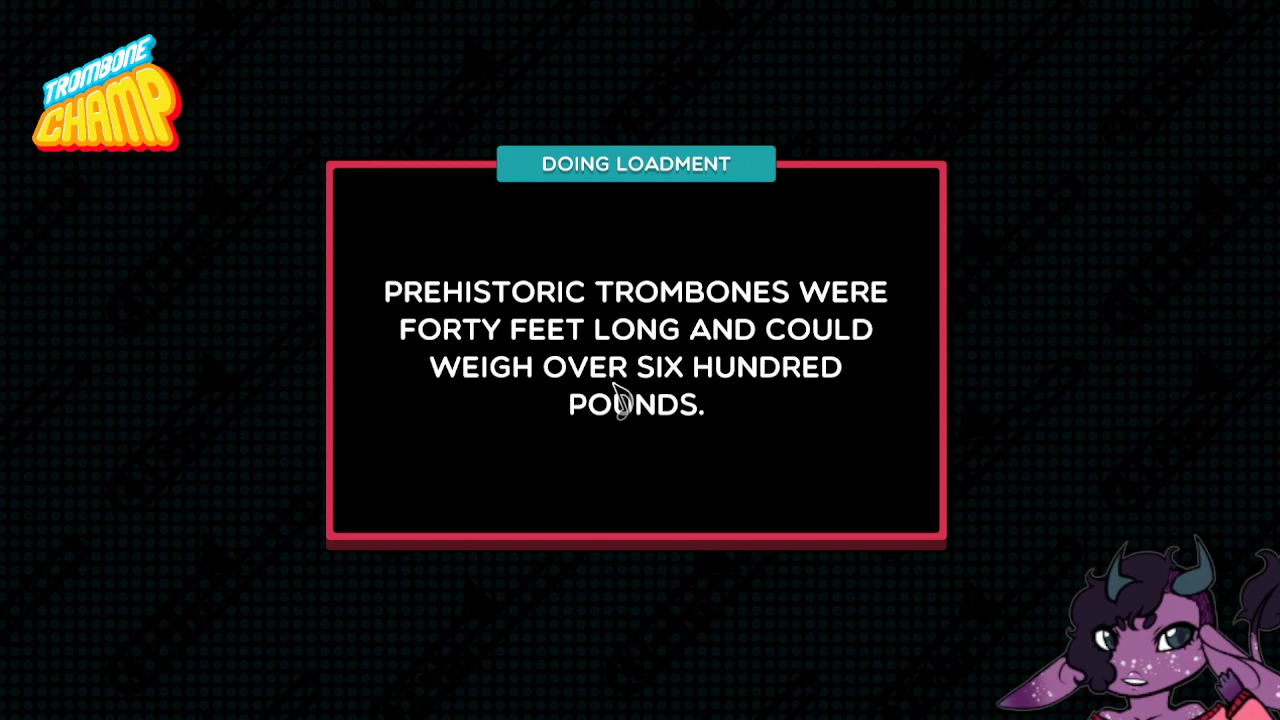 TROMBONE
CHAMP
DOING LOADMENT
PREHISTORIC TROMBONES WERE
FORTY FEET LONG AND COULD
WEIGH OVER SIX HUNDRED
POUNDS.